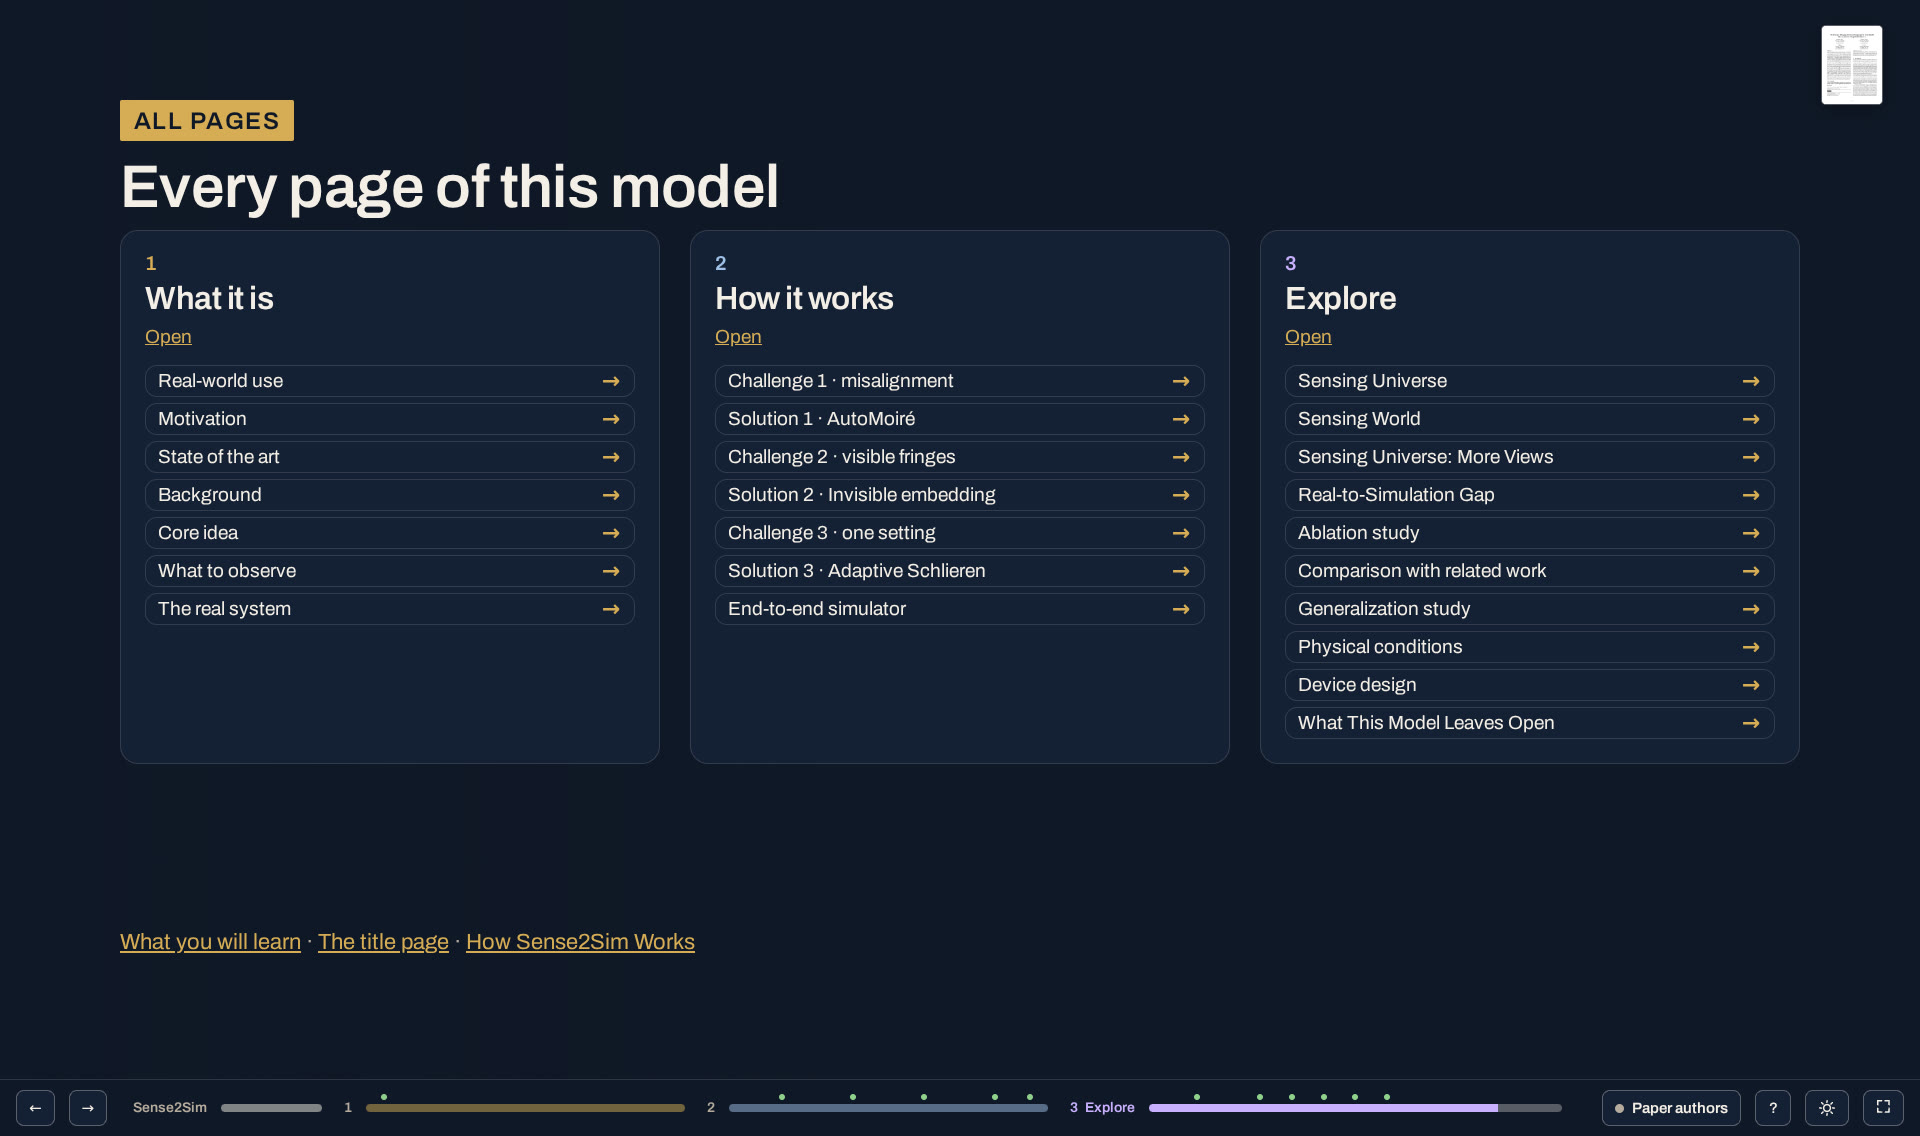 ALL PAGES
Every page of this model
1
What it is
Open
Real-world use →
Motivation →
State of the art →
Background →
Core idea →
What to observe →
The real system →
2
How it works
Open
Challenge 1 · misalignment →
Solution 1 · AutoMoiré →
Challenge 2 · visible fringes →
Solution 2 · Invisible embedding →
Challenge 3 · one setting →
Solution 3 · Adaptive Schlieren →
End-to-end simulator →
3
Explore
Open
Sensing Universe →
Sensing World →
Sensing Universe: More Views →
Real-to-Simulation Gap →
Ablation study →
Comparison with related work →
Generalization study →
Physical conditions →
Device design →
What This Model Leaves Open →
What you will learn · The title page · How Sense2Sim Works
← → Sense2Sim 1 2 3 Explore Paper authors ?